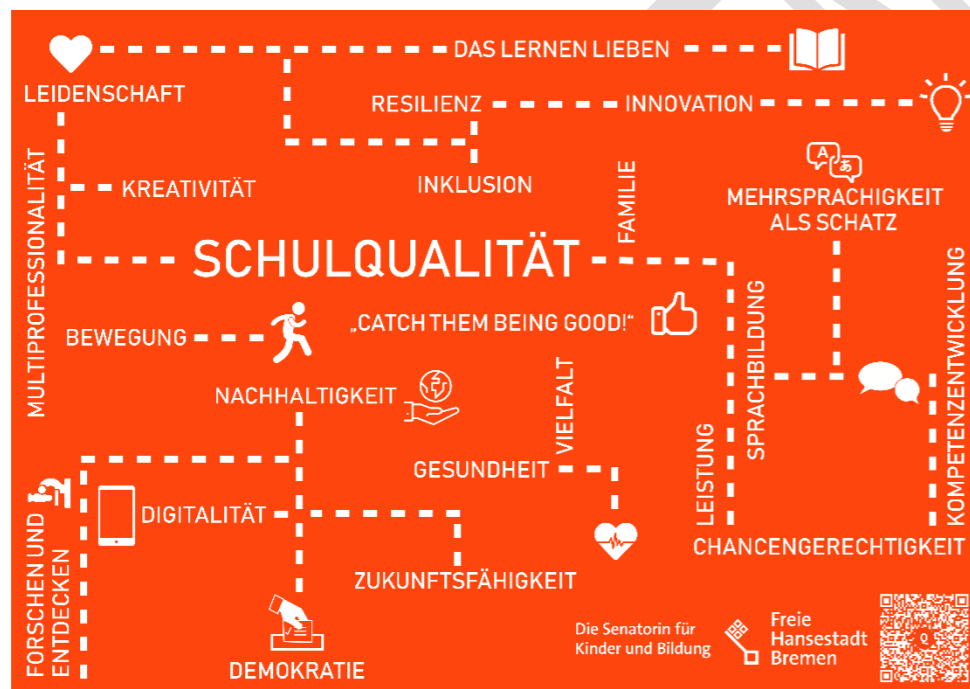 DAS LERNEN LIEBEN
LEIDENSCHAFT
RESILIENZ
INNOVATION
MULTIPROFESSIONALITÄT
KREATIVITÄT
INKLUSION
FAMILIE
A あ
MEHRSPRACHIGKEIT
ALS SCHATZ
SCHULQUALITÄT
BEWEGUNG
„CATCH THEM BEING GOOD!“
SPRACHBILDUNG
KOMPETENZENTWICKLUNG
NACHHALTIGKEIT
VIELFALT
GESUNDHEIT
LEISTUNG
FORSCHEN UND
ENTDECKEN
DIGITALITÄT
CHANCENGERECHTIGKEIT
ZUKUNFTSFÄHIGKEIT
DEMOKRATIE
Die Senatorin für
Kinder und Bildung
Freie
Hansestadt
Bremen